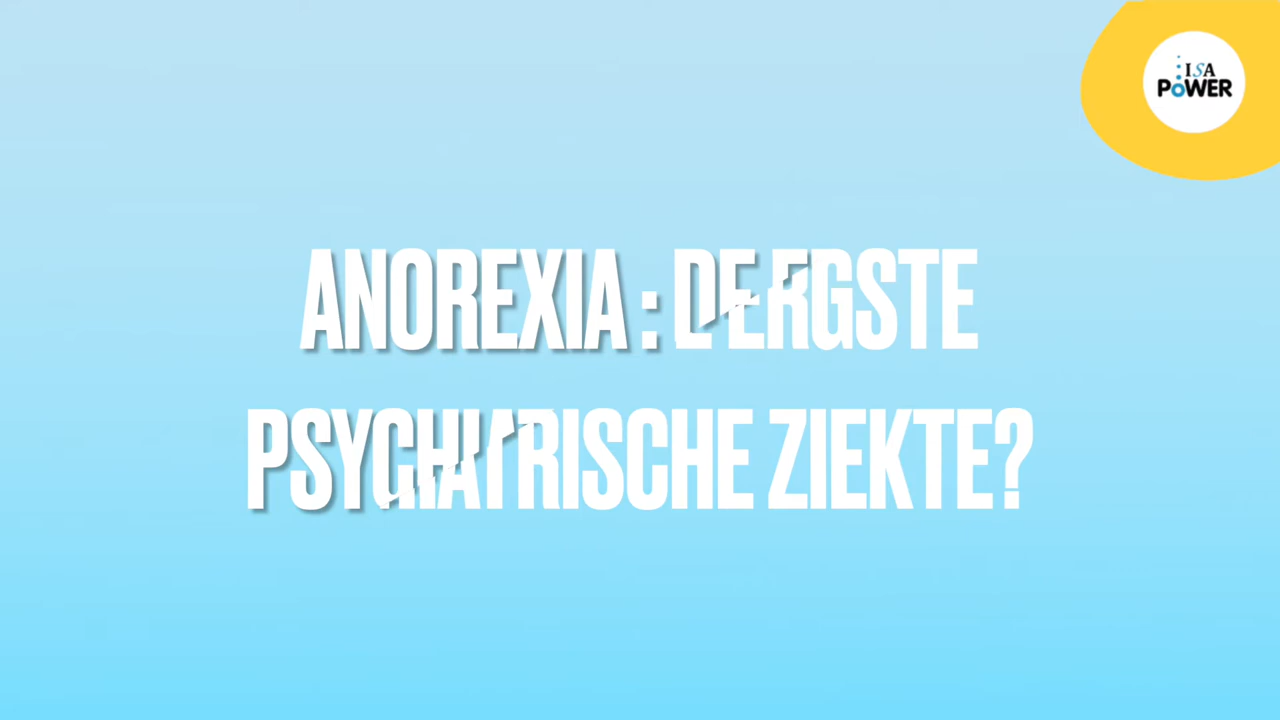 ISA
POWER
ANOREXIA : DE ERGSTE
PSYCHIATRISCHE ZIEKTE?